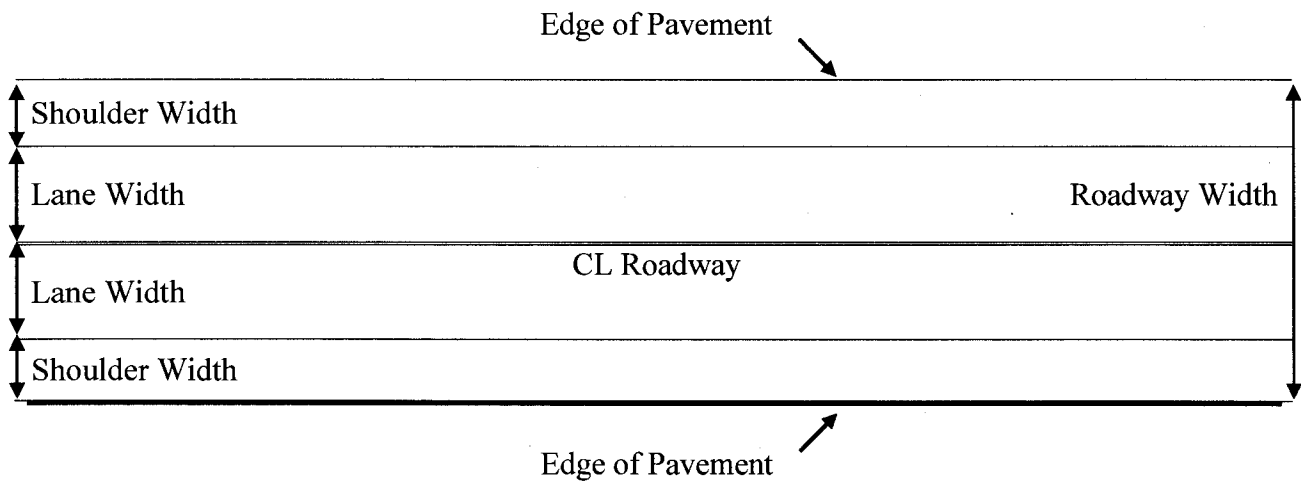 Edge of Pavement
Shoulder Width
Lane Width
Roadway Width
CL Roadway
Lane Width
Shoulder Width
Edge of Pavement